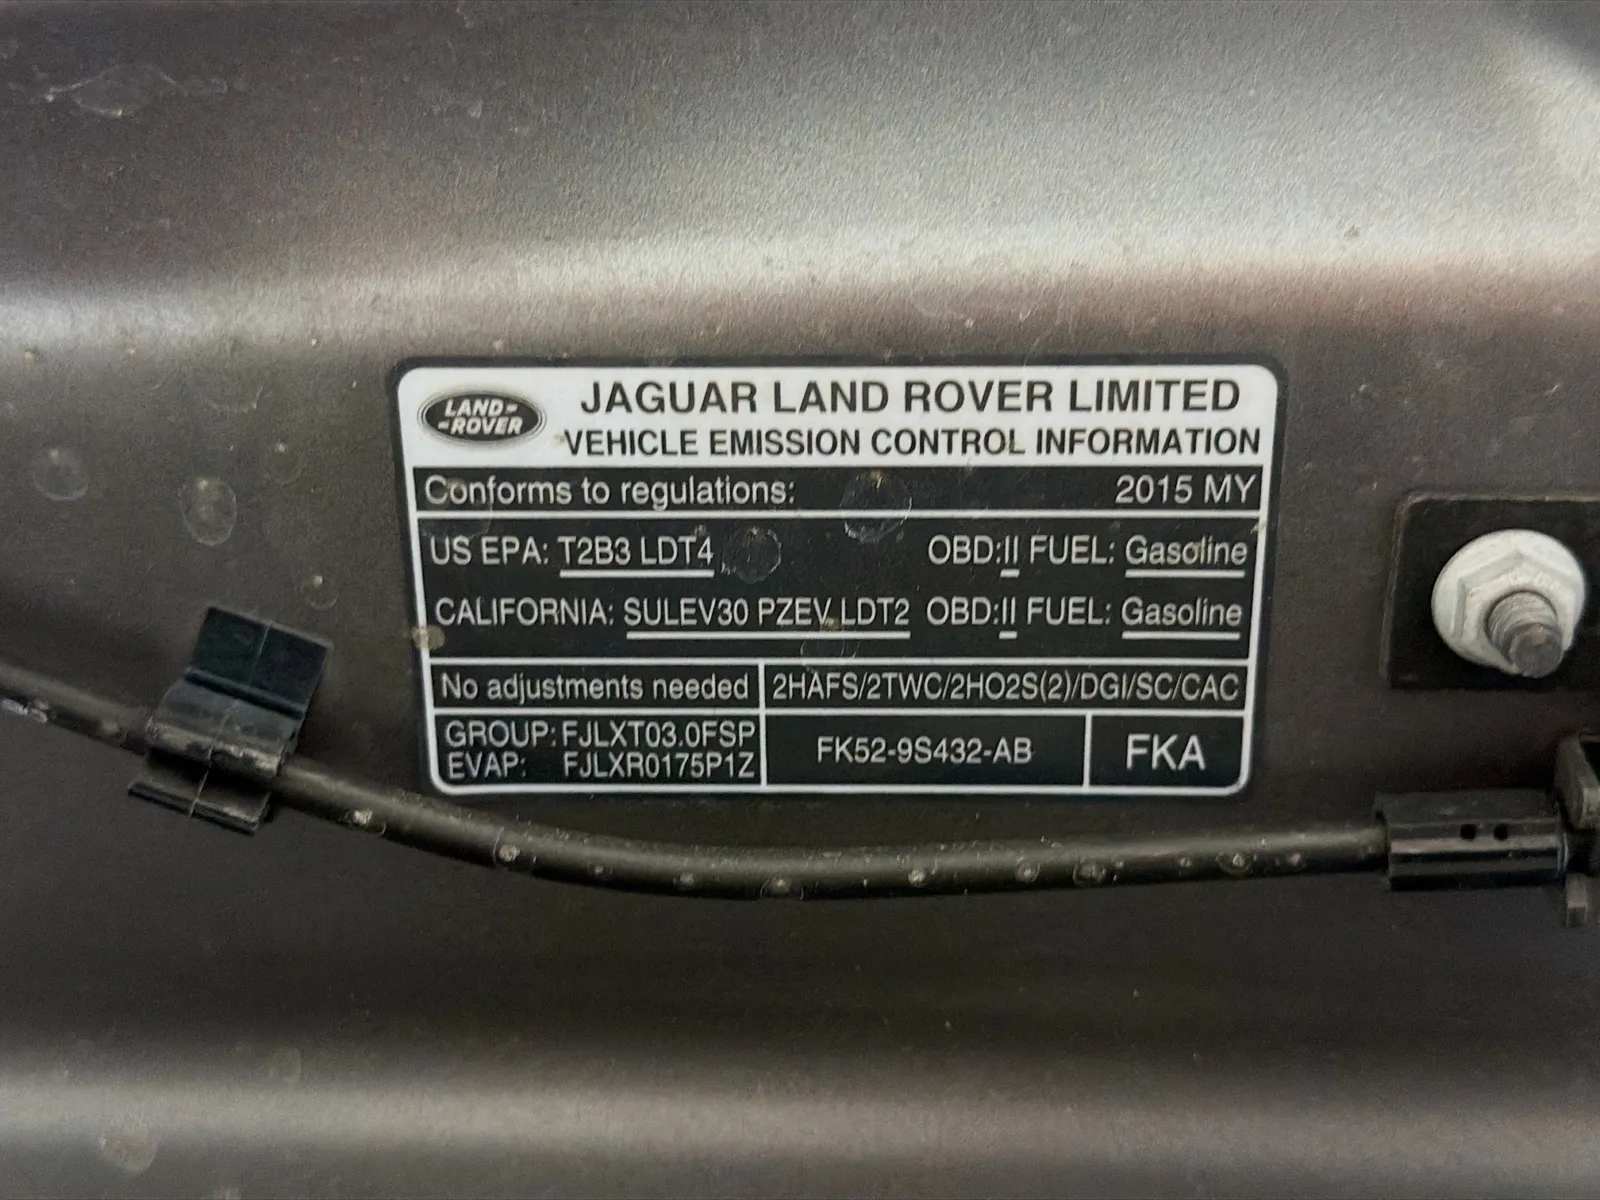 LAND-
-ROVER
JAGUAR LAND ROVER LIMITED
VEHICLE EMISSION CONTROL INFORMATION
Conforms to regulations: 2015 MY
US EPA: T2B3 LDT4 OBD:II FUEL: Gasoline
CALIFORNIA: SULEV30 PZEV LDT2 OBD:II FUEL: Gasoline
No adjustments needed 2HAFS/2TWC/2HO2S(2)/DGI/SC/CAC
GROUP: FJLXT03.0FSP
EVAP: FJLXR0175P1Z
FK52-9S432-AB
FKA